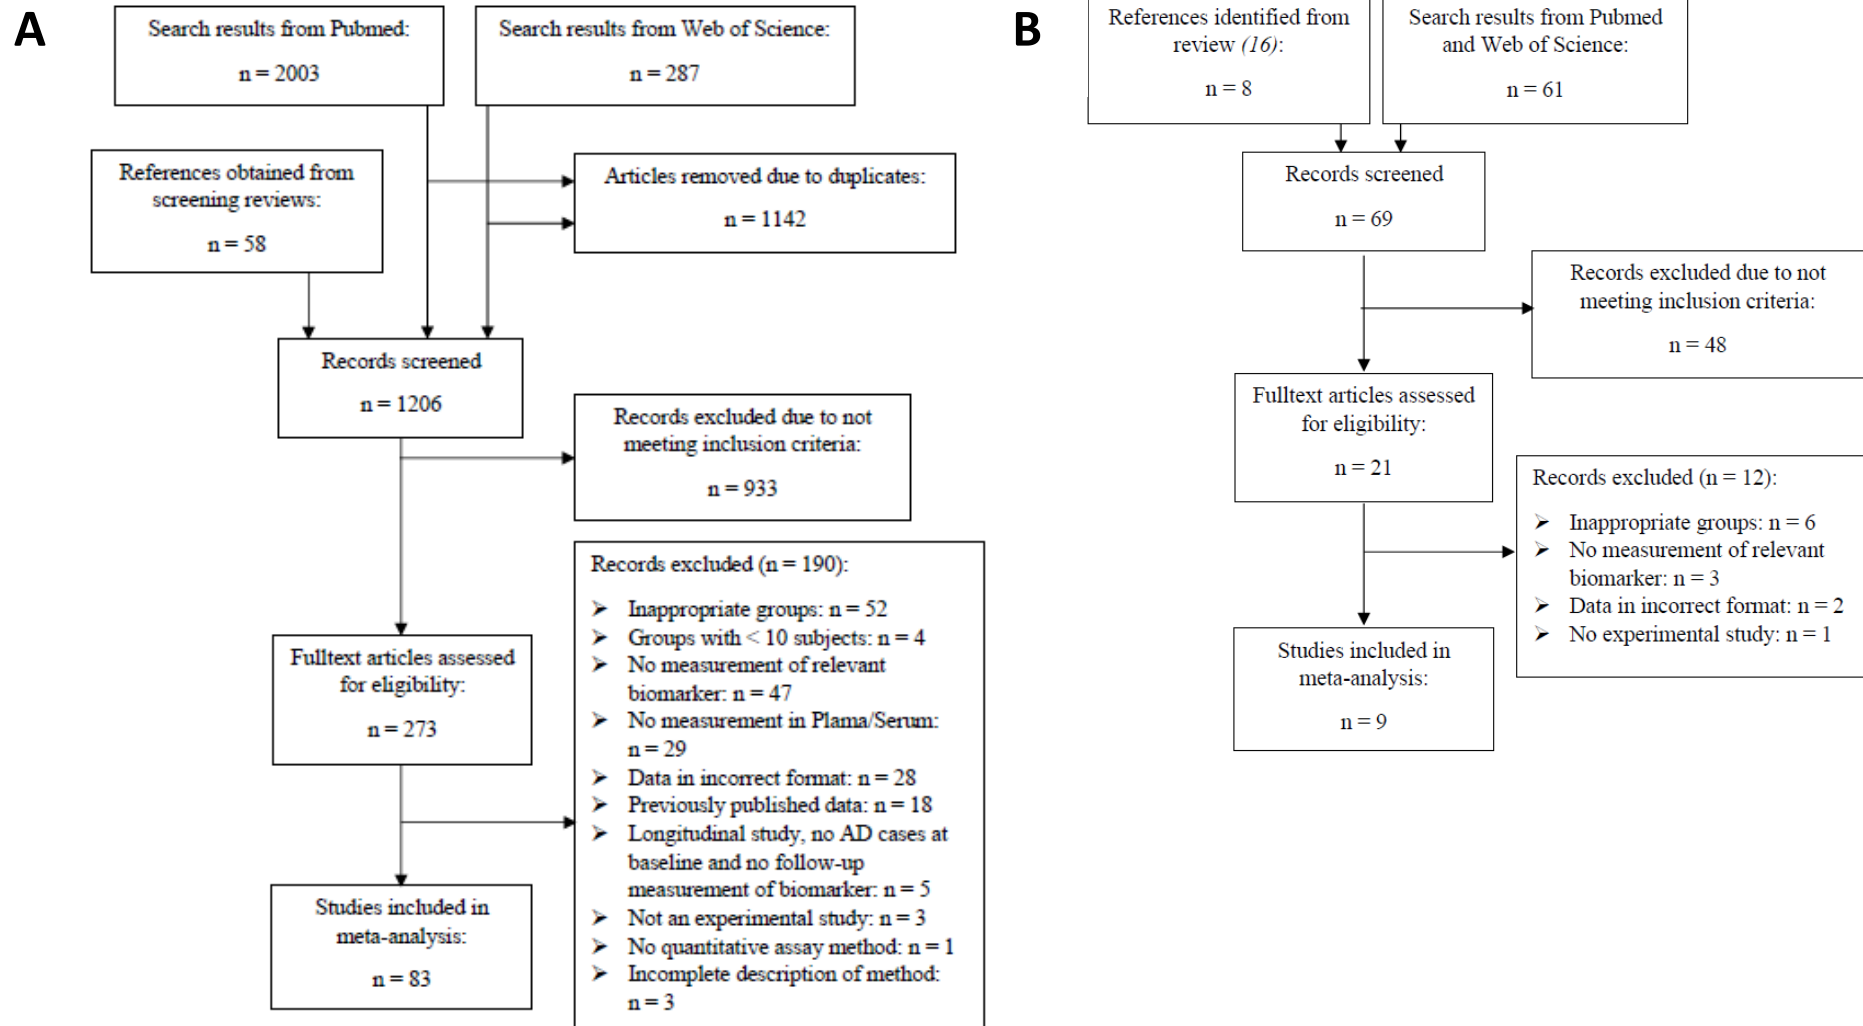 A
Search results from Pubmed:
n = 2003
Search results from Web of Science:
n = 287
References obtained from
screening reviews:
n = 58
Articles removed due to duplicates:
n = 1142
Records screened
n = 1206
Records excluded due to not
meeting inclusion criteria:
n = 933
Fulltext articles assessed
for eligibility:
n = 273
Records excluded (n = 190):
➢ Inappropriate groups: n = 52
➢ Groups with < 10 subjects: n = 4
➢ No measurement of relevant
biomarker: n = 47
➢ No measurement in Plama/Serum:
n = 29
➢ Data in incorrect format: n = 28
➢ Previously published data: n = 18
➢ Longitudinal study, no AD cases at
baseline and no follow-up
measurement of biomarker: n = 5
➢ Not an experimental study: n = 3
➢ No quantitative assay method: n = 1
➢ Incomplete description of method:
n = 3
Studies included in
meta-analysis:
n = 83
B
References identified from
review (16):
n = 8
Search results from Pubmed
and Web of Science:
n = 61
Records screened
n = 69
Records excluded due to not
meeting inclusion criteria:
n = 48
Fulltext articles assessed
for eligibility:
n = 21
Records excluded (n = 12):
➢ Inappropriate groups: n = 6
➢ No measurement of relevant
biomarker: n = 3
➢ Data in incorrect format: n = 2
➢ No experimental study: n = 1
Studies included in
meta-analysis:
n = 9